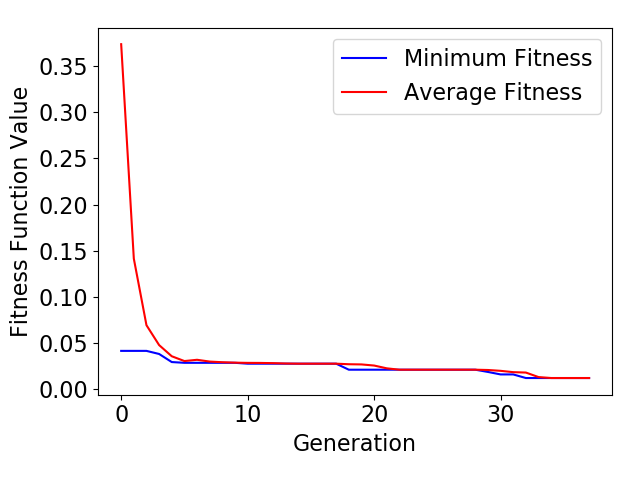 Minimum Fitness
Average Fitness
Fitness Function Value
0.35
0.30
0.25
0.20
0.15
0.10
0.05
0.00
0 10 20 30
Generation